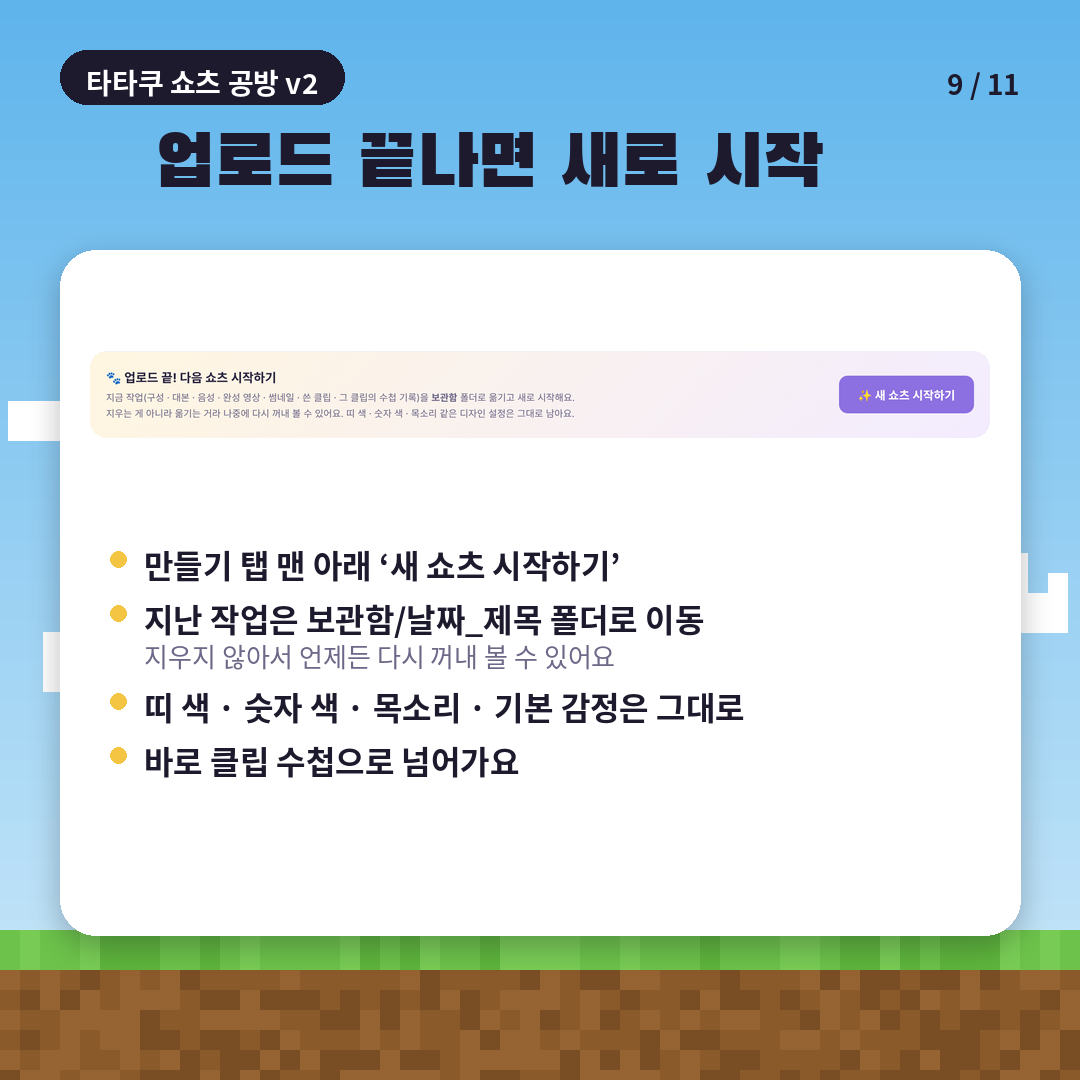 타타쿠 쇼츠 공방 v2
9 / 11
업로드 끝나면 새로 시작
🐾 업로드 끝! 다음 쇼츠 시작하기
지금 작업(구성 · 대본 · 음성 · 완성 영상 · 썸네일 · 쓴 클립 · 그 클립의 수첩 기록)을 보관함 폴더로 옮기고 새로 시작해요.
지우는 게 아니라 옮기는 거라 나중에 다시 꺼내 볼 수 있어요. 띠 색 · 숫자 색 · 목소리 같은 디자인 설정은 그대로 남아요.
✨ 새 쇼츠 시작하기
만들기 탭 맨 아래 ‘새 쇼츠 시작하기’
지난 작업은 보관함/날짜_제목 폴더로 이동
지우지 않아서 언제든 다시 꺼내 볼 수 있어요
띠 색 · 숫자 색 · 목소리 · 기본 감정은 그대로
바로 클립 수첩으로 넘어가요